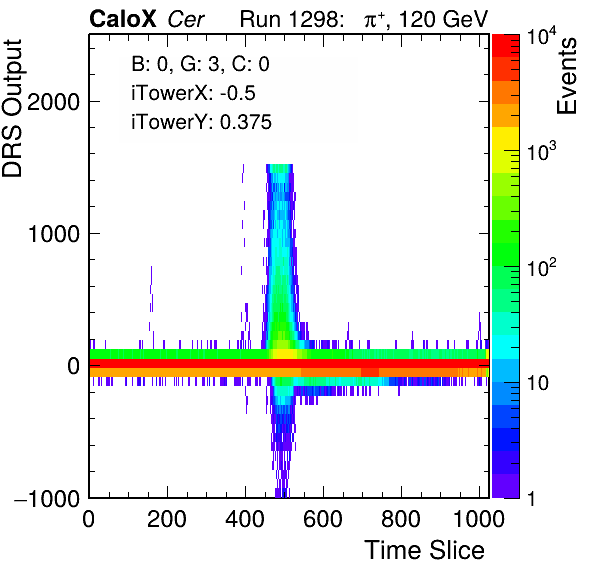 CaloX Cer Run 1298: π⁺, 120 GeV
B: 0, G: 3, C: 0
iTowerX: -0.5
iTowerY: 0.375
DRS Output
2000
1000
0
−1000
0 200 400 600 800 1000
Time Slice
Events
10⁴
10³
10²
10
1